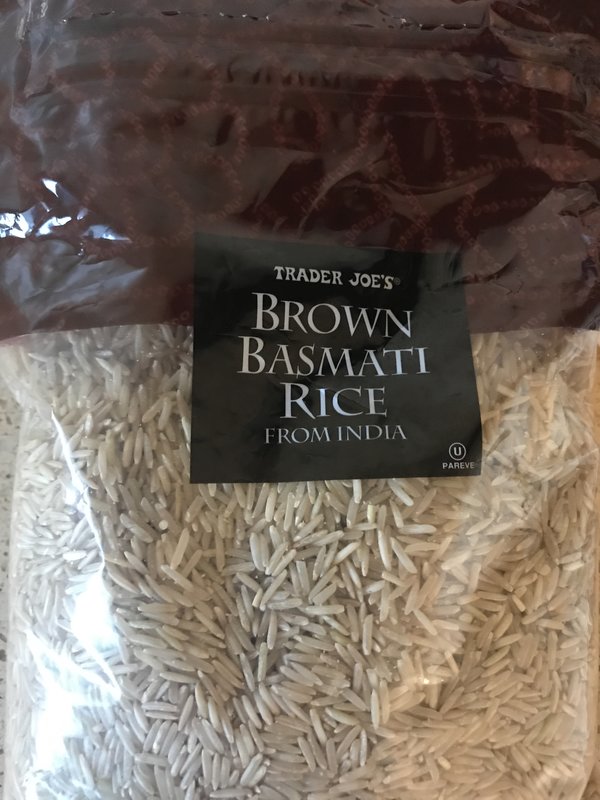 TRADER JOE'S®
BROWN
BASMATI
RICE
FROM INDIA
U
PAREVE